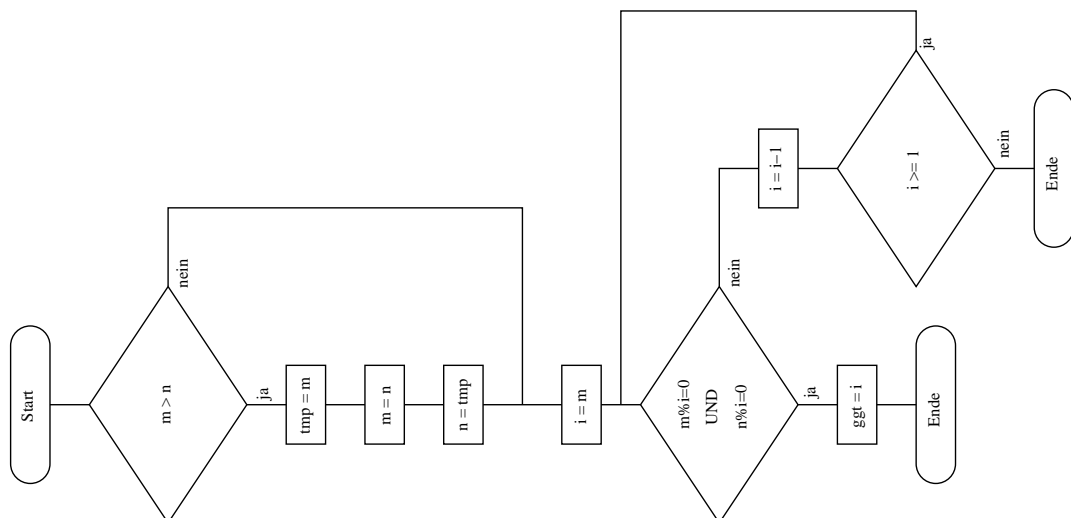 Start
m > n
nein
ja
tmp = m
m = n
n = tmp
i = m
m%i=0
UND
n%i=0
nein
ja
ggt = i
Ende
i = i−1
i >= 1
ja
nein
Ende